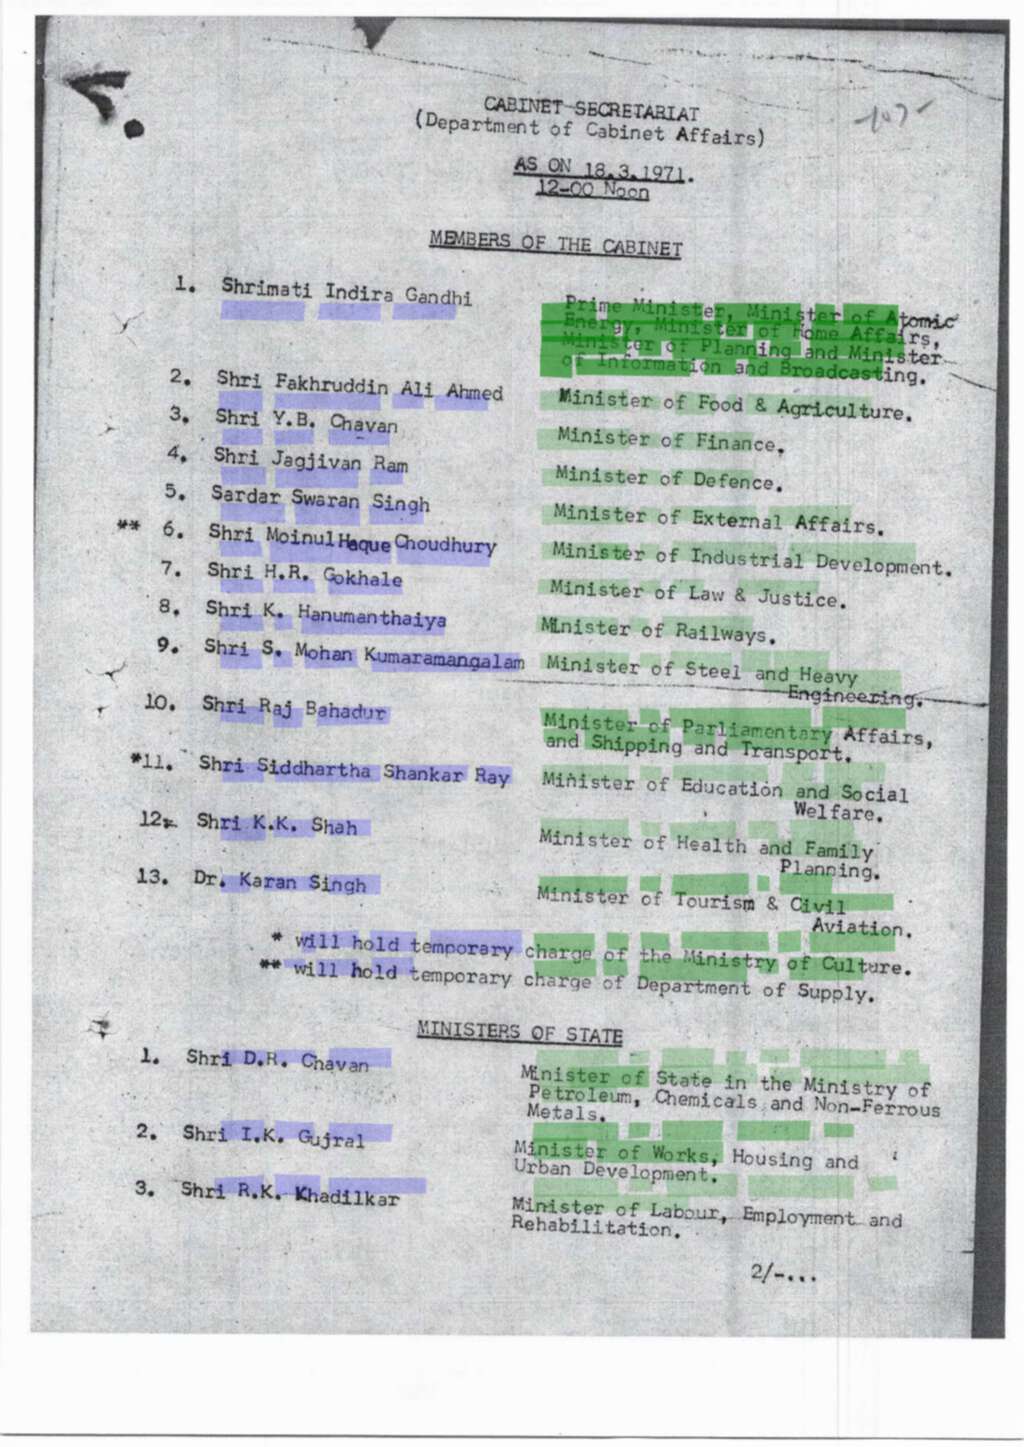 CABINET SECRETARIAT
(Department of Cabinet Affairs)
107
AS ON 18.3.1971.
12-00 Noon
MEMBERS OF THE CABINET
1. Shrimati Indira Gandhi Prime Minister, Minister of Atomic
Energy, Minister of Home Affairs,
Minister of Planning and Minister
of Information and Broadcasting.
2. Shri Fakhruddin Ali Ahmed Minister of Food & Agriculture.
3. Shri Y.B. Chavan Minister of Finance.
4. Shri Jagjivan Ram Minister of Defence.
5. Sardar Swaran Singh Minister of External Affairs.
** 6. Shri Moinul Haque Choudhury Minister of Industrial Development.
7. Shri H.R. Gokhale Minister of Law & Justice.
8. Shri K. Hanumanthaiya Minister of Railways.
9. Shri S. Mohan Kumaramangalam Minister of Steel and Heavy
Engineering.
10. Shri Raj Bahadur Minister of Parliamentary Affairs,
and Shipping and Transport.
*11. Shri Siddhartha Shankar Ray Minister of Education and Social
Welfare.
12. Shri K.K. Shah Minister of Health and Family
Planning.
13. Dr. Karan Singh Minister of Tourism & Civil
Aviation.
* will hold temporary charge of the Ministry of Culture.
** will hold temporary charge of Department of Supply.
MINISTERS OF STATE
1. Shri D.R. Chavan Minister of State in the Ministry of
Petroleum, Chemicals and Non-Ferrous
Metals.
2. Shri I.K. Gujral Minister of Works, Housing and
Urban Development.
3. Shri R.K. Khadilkar Minister of Labour, Employment and
Rehabilitation.
2/-...